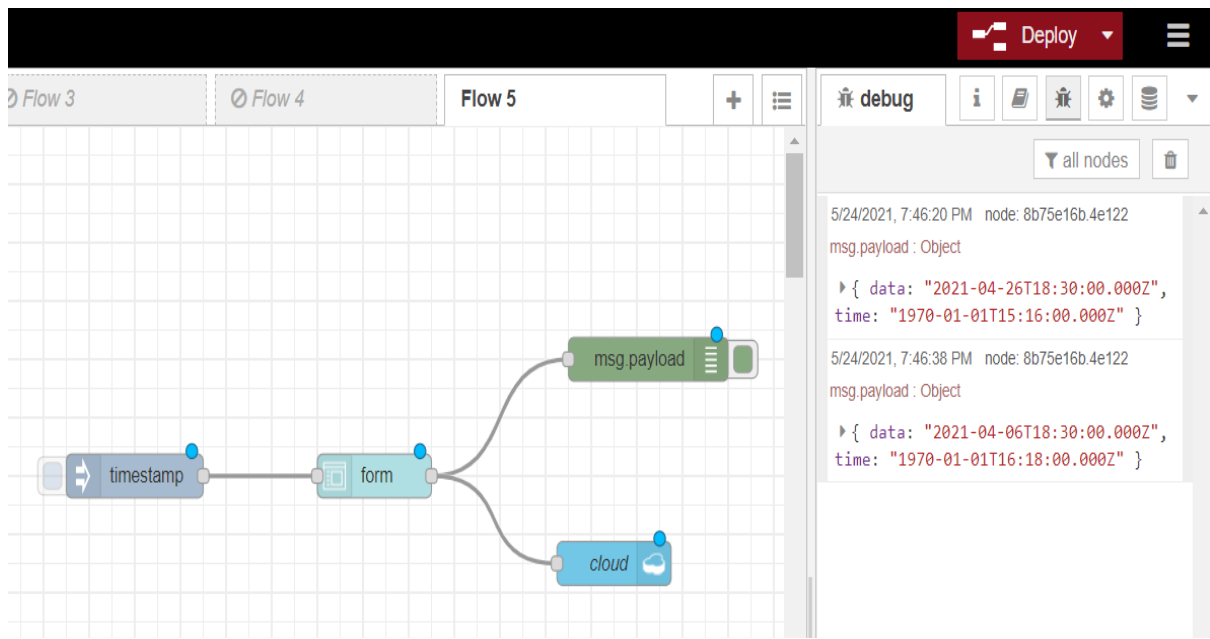 Deploy
Flow 3
Flow 4
Flow 5
debug
all nodes
5/24/2021, 7:46:20 PM node: 8b75e16b.4e122
msg.payload : Object
{ data: "2021-04-26T18:30:00.000Z",
time: "1970-01-01T15:16:00.000Z" }
5/24/2021, 7:46:38 PM node: 8b75e16b.4e122
msg.payload : Object
{ data: "2021-04-06T18:30:00.000Z",
time: "1970-01-01T16:18:00.000Z" }
msg.payload
timestamp
form
cloud